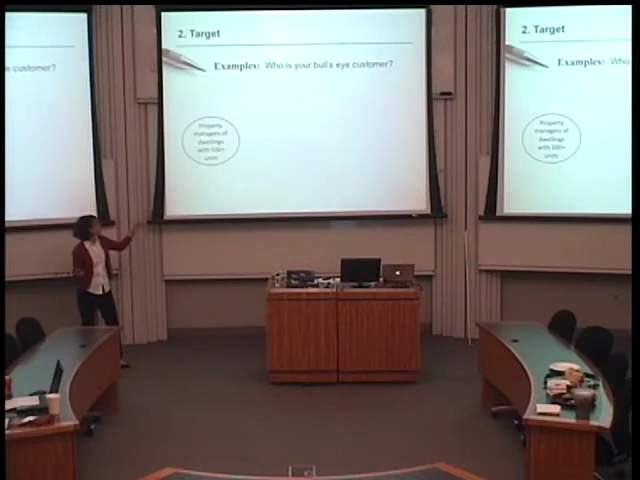 e customer?
2. Target
Examples: Who is your bull's eye customer?
Property
managers of
dwellings
with 500+
units
2. Target
Examples: Who
Property
managers of
dwellings
with 500+
units